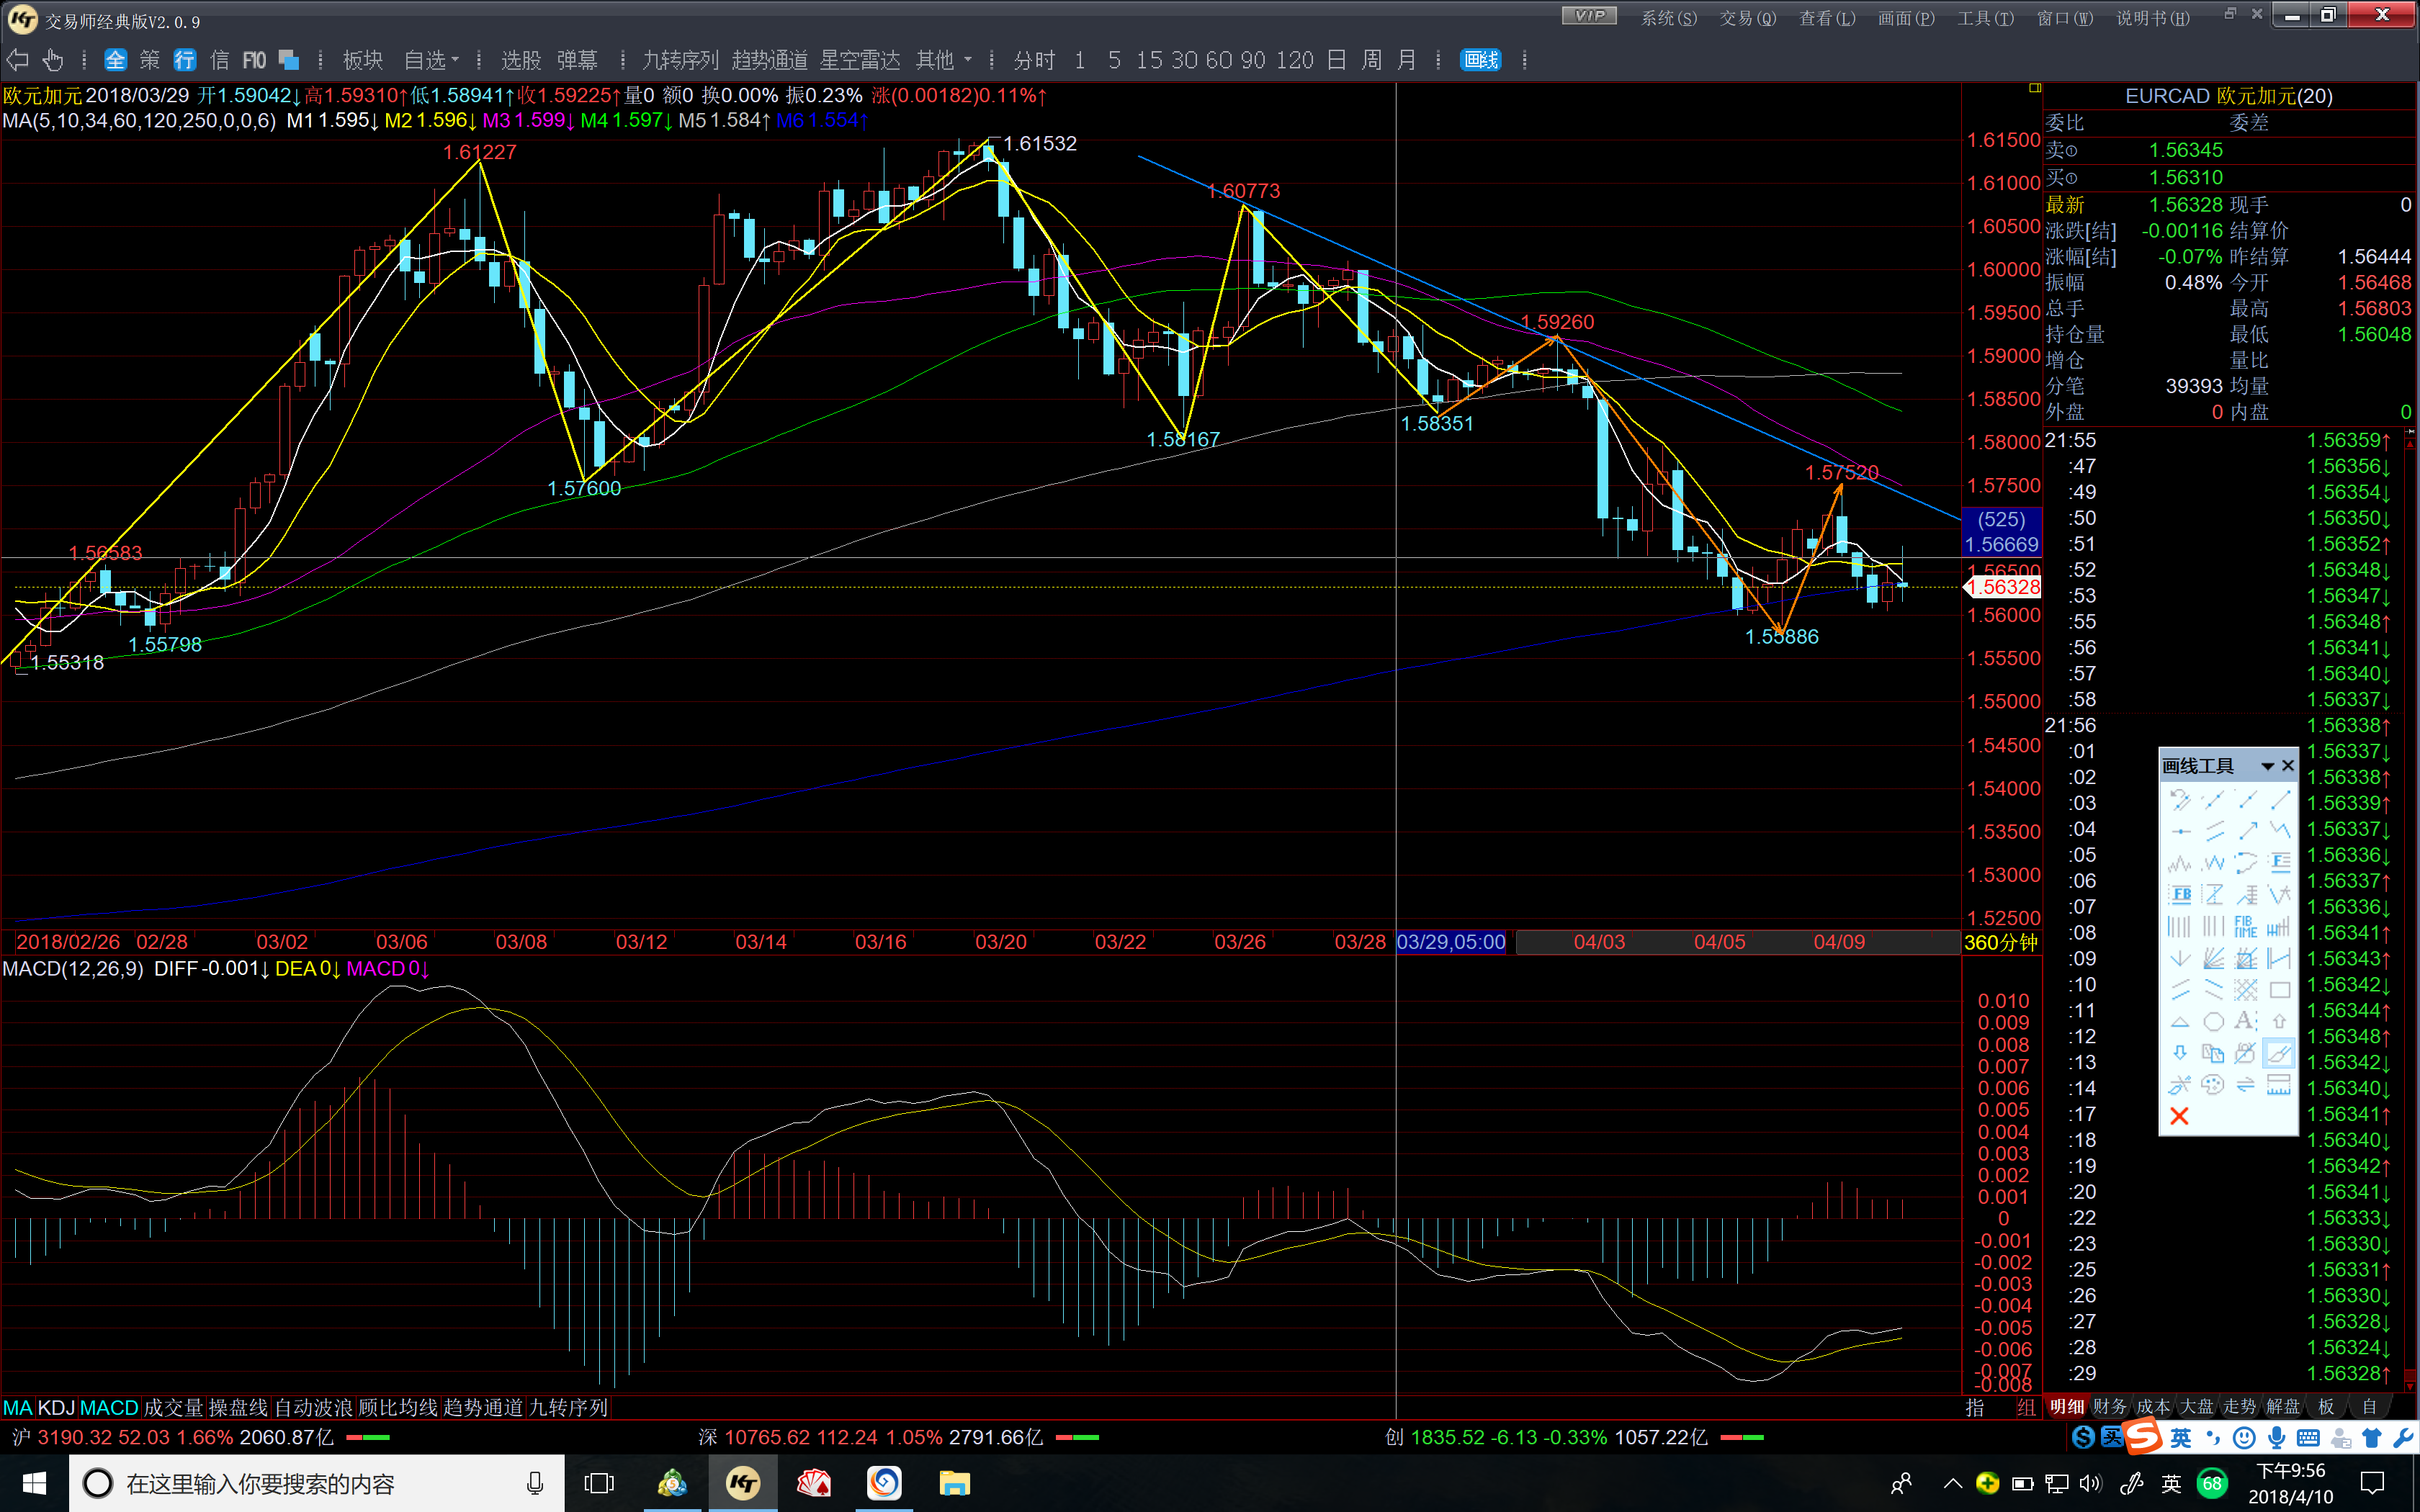 交易师经典版V2.0.9
VIP 系统(S) 交易(Q) 查看(L) 画面(P) 工具(T) 窗口(W) 说明书(H)
全 策 行 信 F10 板块 自选 选股 弹幕 九转序列 趋势通道 星空雷达 其他 分时 1 5 15 30 60 90 120 日 周 月 画线
欧元加元2018/03/29 开1.59042↓高1.59310↑低1.58941↑收1.59225↑量0 额0 换0.00% 振0.23% 涨(0.00182)0.11%↑
MA(5,10,34,60,120,250,0,0,6) M1 1.595↓ M2 1.596↓ M3 1.599↓ M4 1.597↓ M5 1.584↑ M6 1.554↑
1.61227
1.61532
1.60773
1.59260
1.58351
1.58167
1.57600
1.57520
1.56583
1.55798
1.55318
1.55886
1.61500
1.61000
1.60500
1.60000
1.59500
1.59000
1.58500
1.58000
1.57500
(525)
1.56669
1.56500
1.56328
1.56000
1.55500
1.55000
1.54500
1.54000
1.53500
1.53000
1.52500
2018/02/26 02/28 03/02 03/06 03/08 03/12 03/14 03/16 03/20 03/22 03/26 03/28 03/29,05:00 04/03 04/05 04/09 360分钟
MACD(12,26,9) DIFF-0.001↓ DEA0↓ MACD0↓
0.010
0.009
0.008
0.007
0.006
0.005
0.004
0.003
0.002
0.001
0
-0.001
-0.002
-0.003
-0.004
-0.005
-0.006
-0.007
-0.008
MA KDJ MACD 成交量 操盘线 自动波浪 顾比均线 趋势通道 九转序列 指 组
EURCAD 欧元加元(20)
委比 委差
卖① 1.56345
买① 1.56310
最新 1.56328 现手 0
涨跌[结] -0.00116 结算价
涨幅[结] -0.07% 昨结算 1.56444
振幅 0.48% 今开 1.56468
总手 最高 1.56803
持仓量 最低 1.56048
增仓 量比
分笔 39393 均量
外盘 0 内盘 0
21:55 1.56359↑
:47 1.56356↓
:49 1.56354↓
:50 1.56350↓
:51 1.56352↑
:52 1.56348↓
:53 1.56347↓
:55 1.56348↑
:56 1.56341↓
:57 1.56340↓
:58 1.56337↓
21:56 1.56338↑
:01 1.56337↓
:02 1.56338↑
:03 1.56339↑
:04 1.56337↓
:05 1.56336↓
:06 1.56337↑
:07 1.56336↓
:08 1.56341↑
:09 1.56343↑
:10 1.56342↓
:11 1.56344↑
:12 1.56348↑
:13 1.56342↓
:14 1.56340↓
:17 1.56341↑
:18 1.56340↓
:19 1.56342↑
:20 1.56341↓
:22 1.56333↓
:23 1.56330↓
:25 1.56331↑
:26 1.56330↓
:27 1.56328↓
:28 1.56324↓
:29 1.56328↑
画线工具
F
FB
FIB
TIME
A
明细 财务 成本 大盘 走势 解盘 板 自
沪 3190.32 52.03 1.66% 2060.87亿 深 10765.62 112.24 1.05% 2791.66亿 创 1835.52 -6.13 -0.33% 1057.22亿
S 买 S 英
在这里输入你要搜索的内容
KT
英 68
下午9:56
2018/4/10